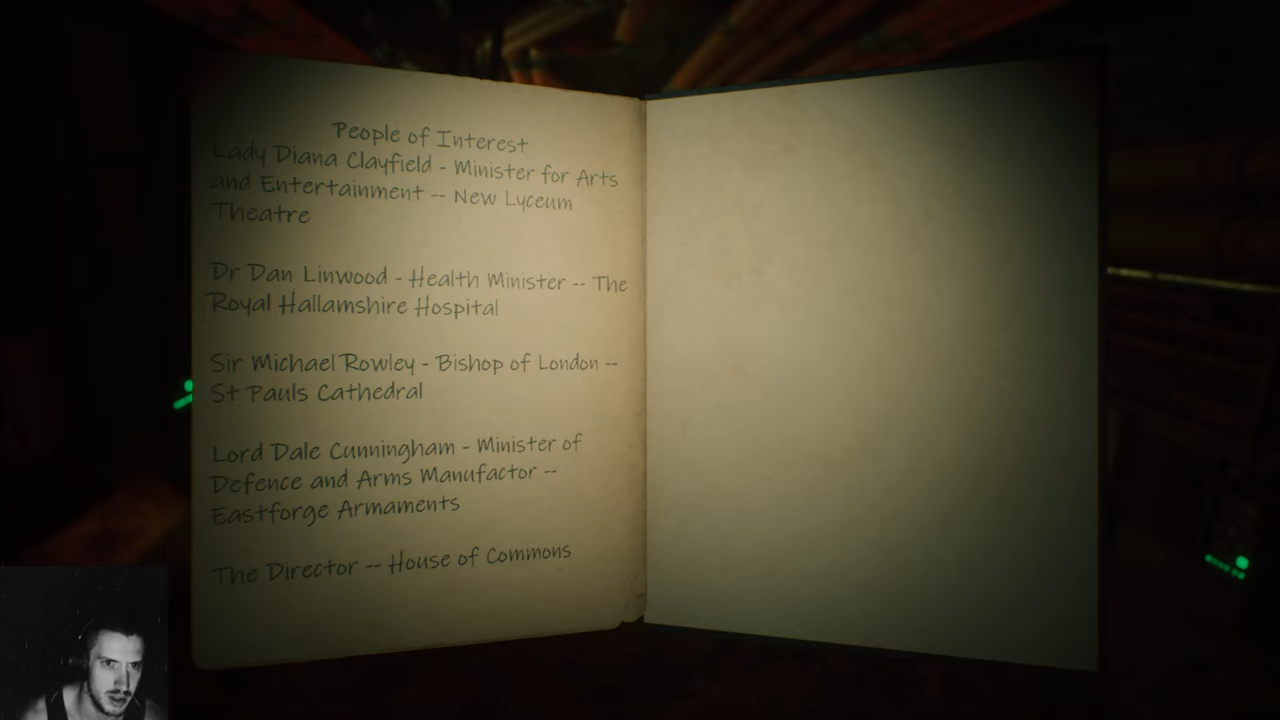 People of Interest
Lady Diana Clayfield - Minister for Arts
and Entertainment -- New Lyceum
Theatre
Dr Dan Linwood - Health Minister -- The
Royal Hallamshire Hospital
Sir Michael Rowley - Bishop of London --
St Pauls Cathedral
Lord Dale Cunningham - Minister of
Defence and Arms Manufactor --
Eastforge Armaments
The Director -- House of Commons